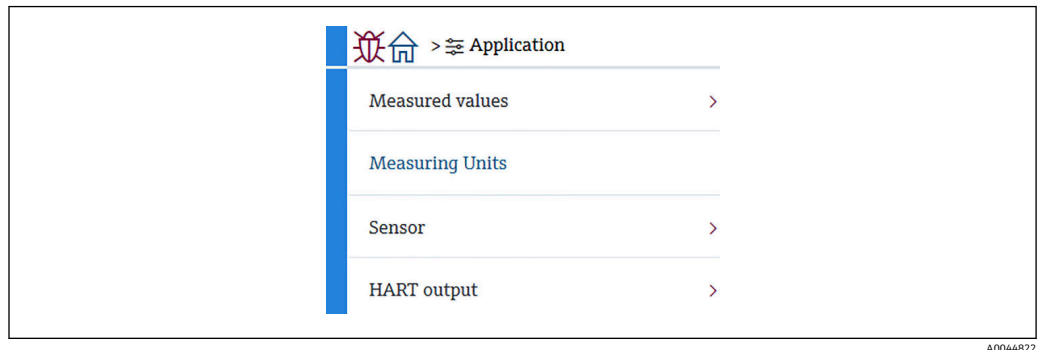 > Application
Measured values >
Measuring Units
Sensor >
HART output >
A0044822